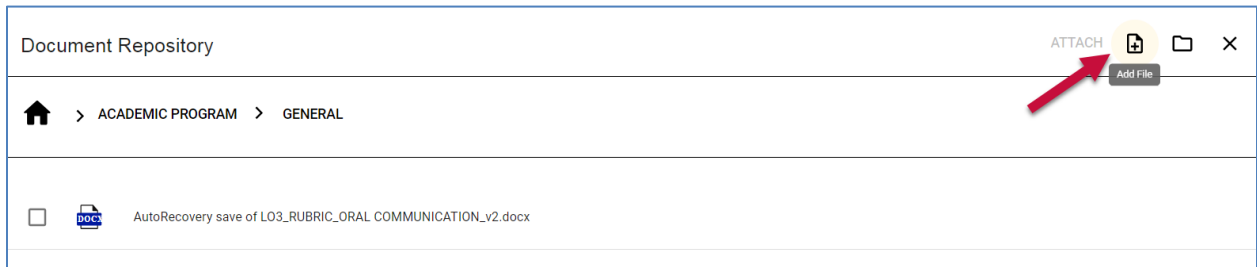 Document Repository
ATTACH
Add File
> ACADEMIC PROGRAM > GENERAL
DOCX
AutoRecovery save of LO3_RUBRIC_ORAL COMMUNICATION_v2.docx